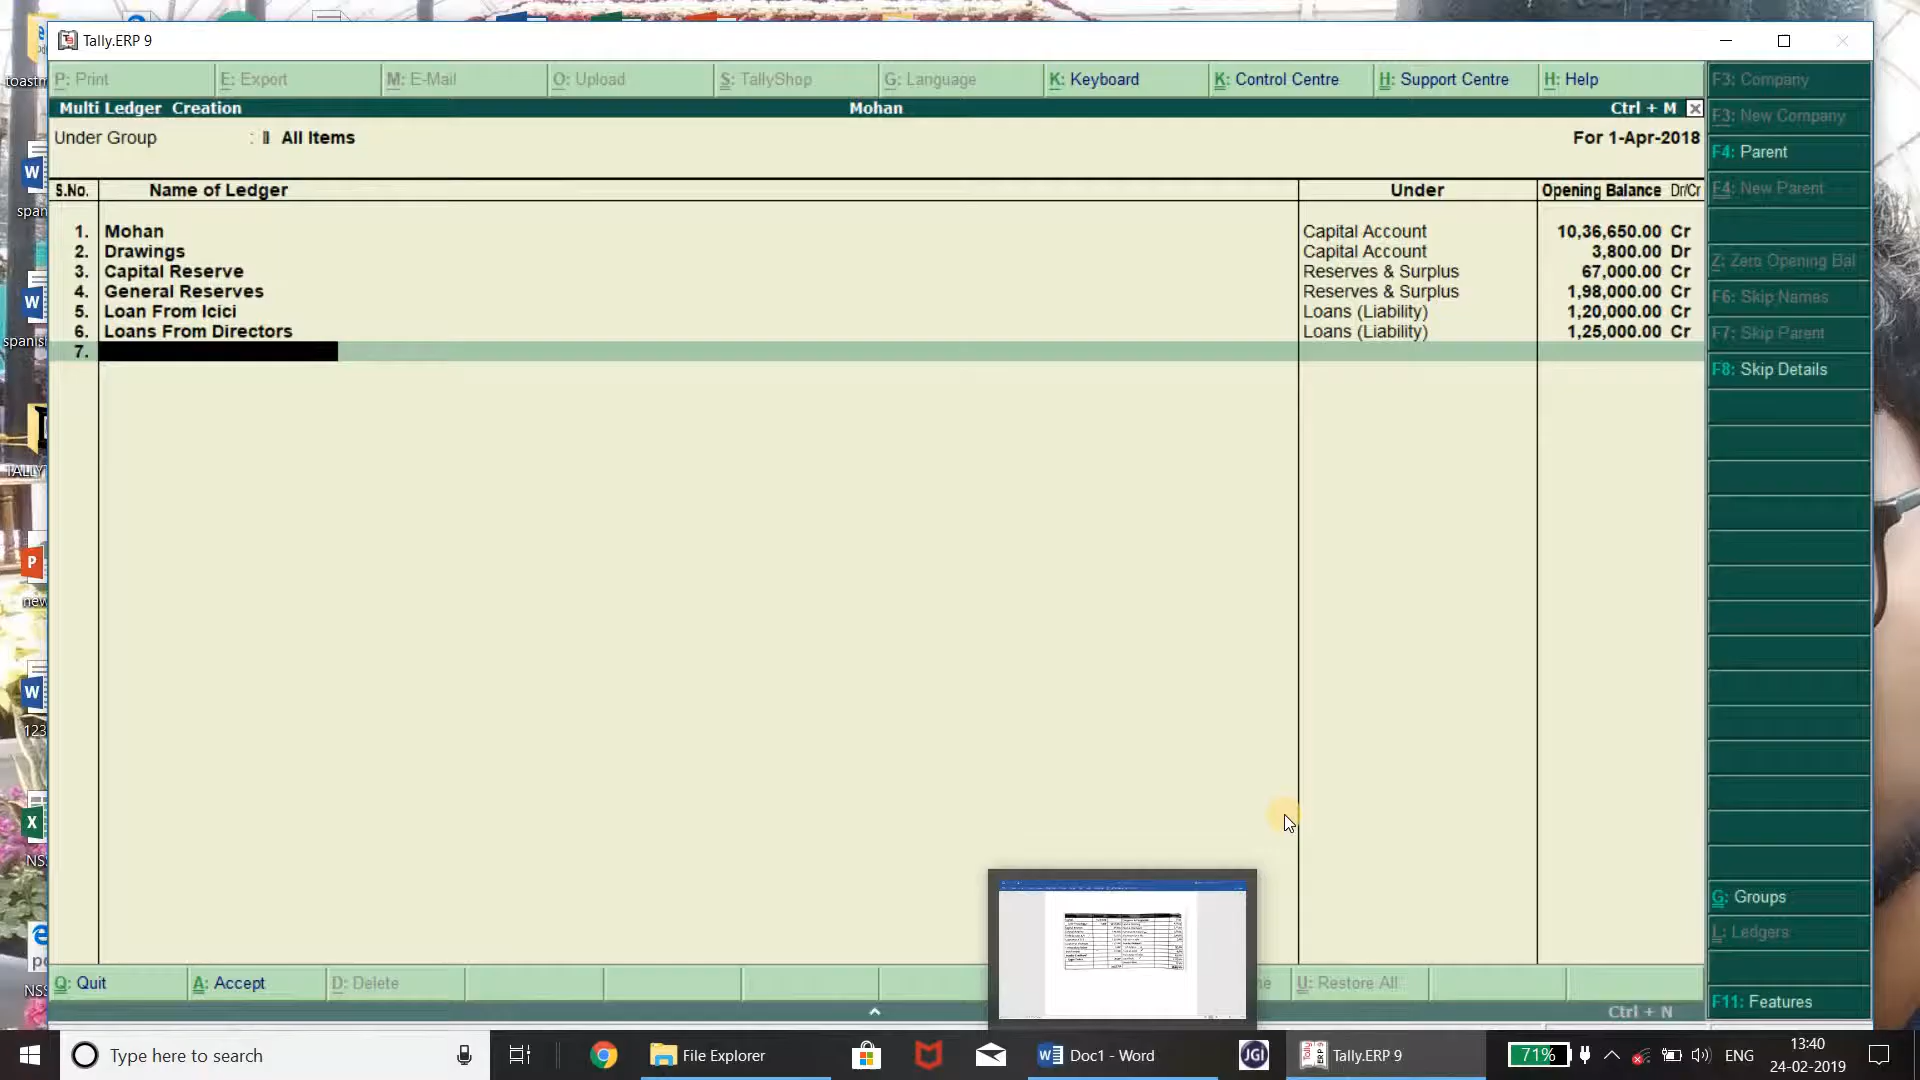 Tally.ERP 9
P: Print E: Export M: E-Mail O: Upload S: TallyShop G: Language K: Keyboard K: Control Centre H: Support Centre H: Help
Multi Ledger Creation Mohan Ctrl + M
Under Group : All Items For 1-Apr-2018
S.No. Name of Ledger Under Opening Balance Dr/Cr
1. Mohan Capital Account 10,36,650.00 Cr
2. Drawings Capital Account 3,800.00 Dr
3. Capital Reserve Reserves & Surplus 67,000.00 Cr
4. General Reserves Reserves & Surplus 1,98,000.00 Cr
5. Loan From Icici Loans (Liability) 1,20,000.00 Cr
6. Loans From Directors Loans (Liability) 1,25,000.00 Cr
7.
F3: Company
F3: New Company
F4: Parent
F4: New Parent
Z: Zero Opening Bal
F6: Skip Names
F7: Skip Parent
F8: Skip Details
G: Groups
L: Ledgers
F11: Features
Q: Quit A: Accept D: Delete U: Restore All
Ctrl + N
Type here to search
File Explorer
Doc1 - Word
JGI
Tally.ERP 9
71%
ENG
13:40
24-02-2019